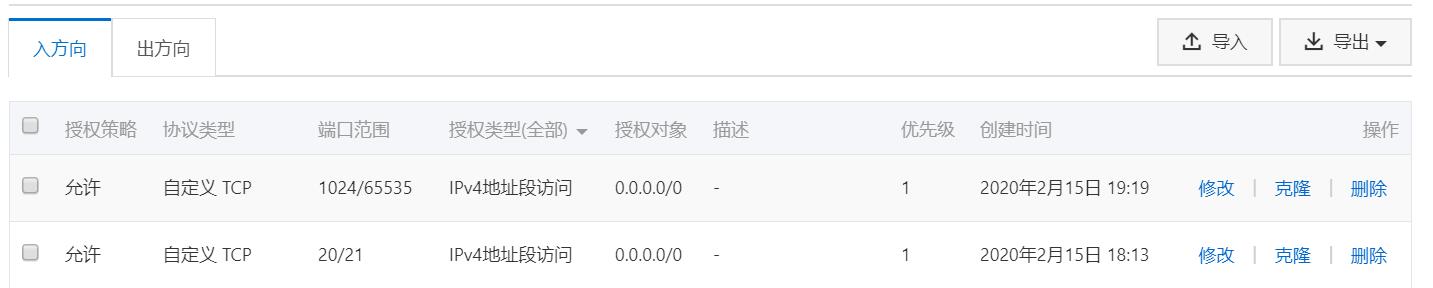 入方向 出方向 导入 导出
授权策略 协议类型 端口范围 授权类型(全部) 授权对象 描述 优先级 创建时间 操作
允许 自定义 TCP 1024/65535 IPv4地址段访问 0.0.0.0/0 - 1 2020年2月15日 19:19 修改 | 克隆 | 删除
允许 自定义 TCP 20/21 IPv4地址段访问 0.0.0.0/0 - 1 2020年2月15日 18:13 修改 | 克隆 | 删除